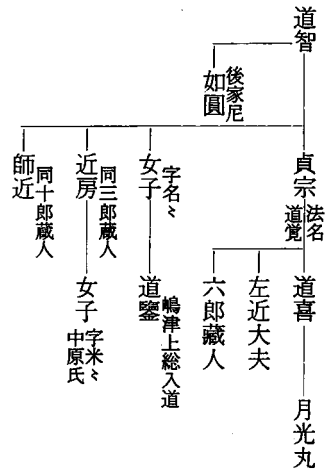 道智
如圓
後家尼
貞宗
法名
道覚
道喜
月光丸
左近大夫
六郎蔵人
女子
字名〻
道鑒
嶋津上総入道
近房
同三郎蔵人
女子
字米〻
中原氏
師近
同十郎蔵人